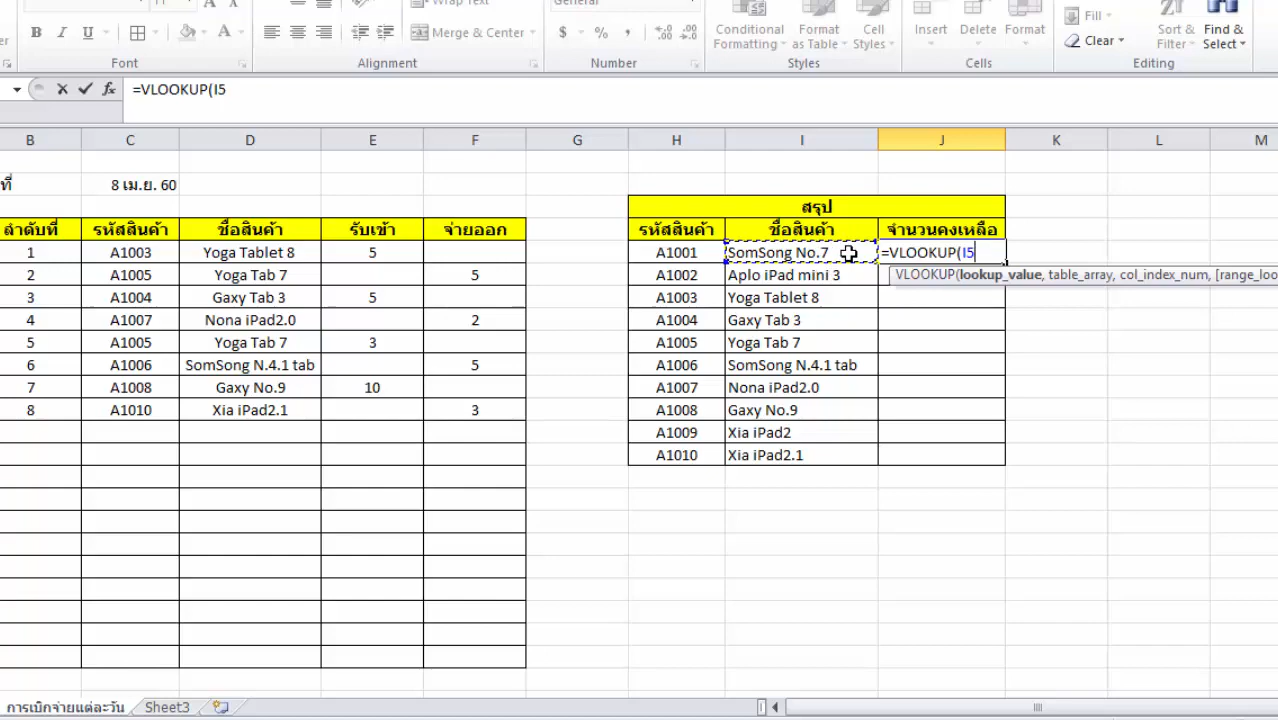 B I U
Wrap Text
General
Merge & Center
$ % ,
Conditional Formatting
Format as Table
Cell Styles
Insert
Delete
Format
Fill
Clear
Sort & Filter
Find & Select
Font
Alignment
Number
Styles
Cells
Editing
fx =VLOOKUP(I5
B C D E F G H I J K L M
ที่ 8 เม.ย. 60
สรุป
ลำดับที่ รหัสสินค้า ชื่อสินค้า รับเข้า จ่ายออก รหัสสินค้า ชื่อสินค้า จำนวนคงเหลือ
1 A1003 Yoga Tablet 8 5 A1001 SomSong No.7 =VLOOKUP(I5
2 A1005 Yoga Tab 7 5 A1002 Aplo iPad mini 3 VLOOKUP(lookup_value, table_array, col_index_num, [range_loo
3 A1004 Gaxy Tab 3 5 A1003 Yoga Tablet 8
4 A1007 Nona iPad2.0 2 A1004 Gaxy Tab 3
5 A1005 Yoga Tab 7 3 A1005 Yoga Tab 7
6 A1006 SomSong N.4.1 tab 5 A1006 SomSong N.4.1 tab
7 A1008 Gaxy No.9 10 A1007 Nona iPad2.0
8 A1010 Xia iPad2.1 3 A1008 Gaxy No.9
A1009 Xia iPad2
A1010 Xia iPad2.1
การเบิกจ่ายแต่ละวัน Sheet3